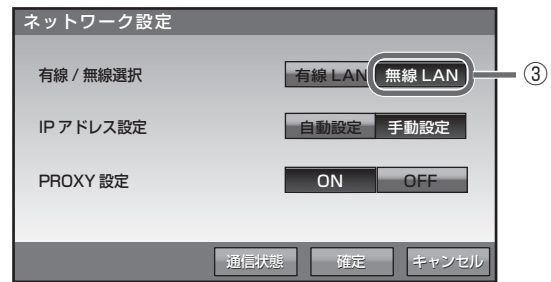 ネットワーク設定
有線 / 無線選択 有線 LAN 無線 LAN ③
IP アドレス設定 自動設定 手動設定
PROXY 設定 ON OFF
通信状態 確定 キャンセル